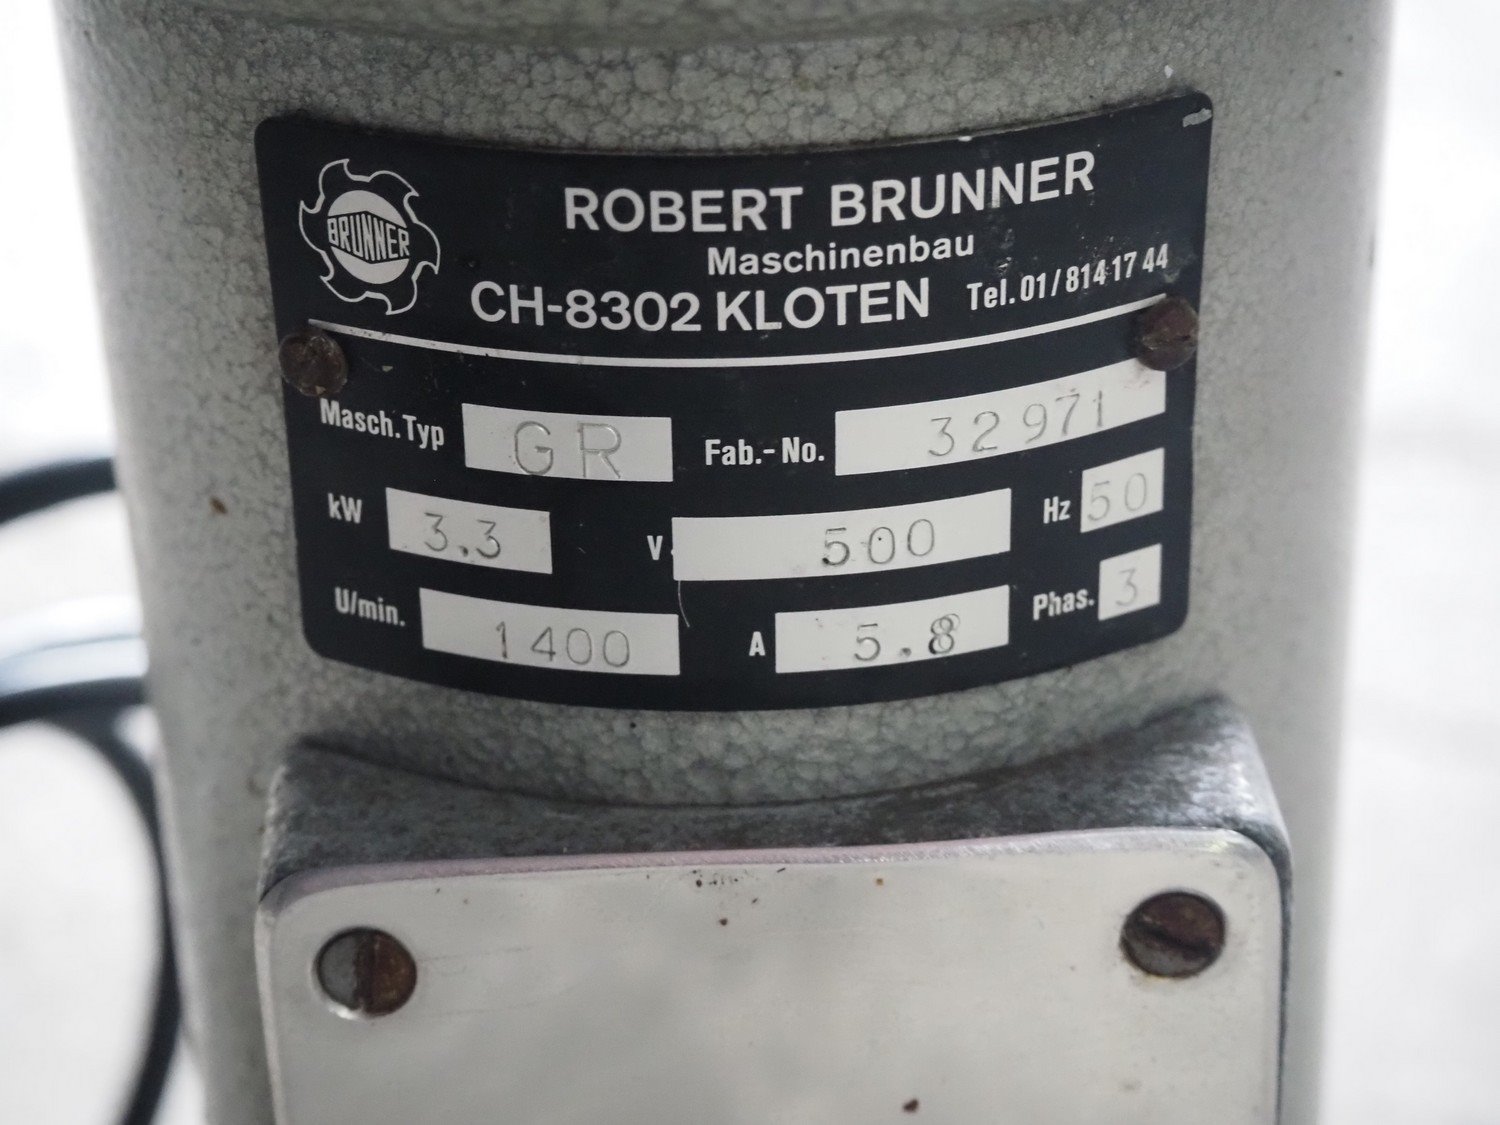 BRUNNER
ROBERT BRUNNER
Maschinenbau
CH-8302 KLOTEN Tel. 01/814 17 44
Masch.Typ GR Fab.-No. 32971
kW 3.3 V. 500 Hz 50
U/min. 1400 A 5.8 Phas. 3